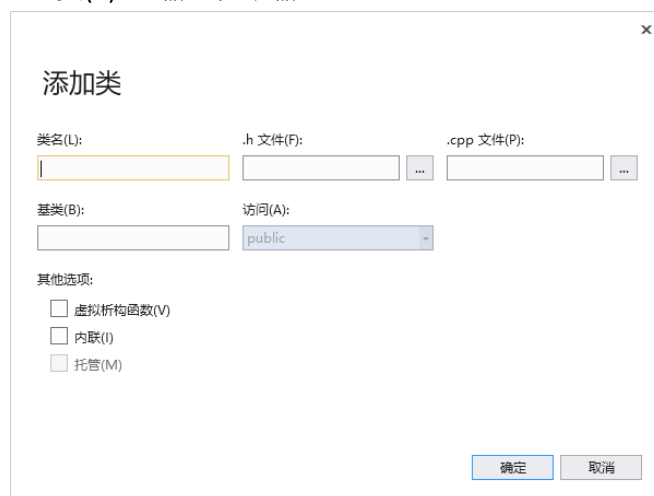 添加类
类名(L): .h 文件(F): .cpp 文件(P):
... ...
基类(B): 访问(A):
public
其他选项:
虚拟析构函数(V)
内联(I)
托管(M)
确定 取消